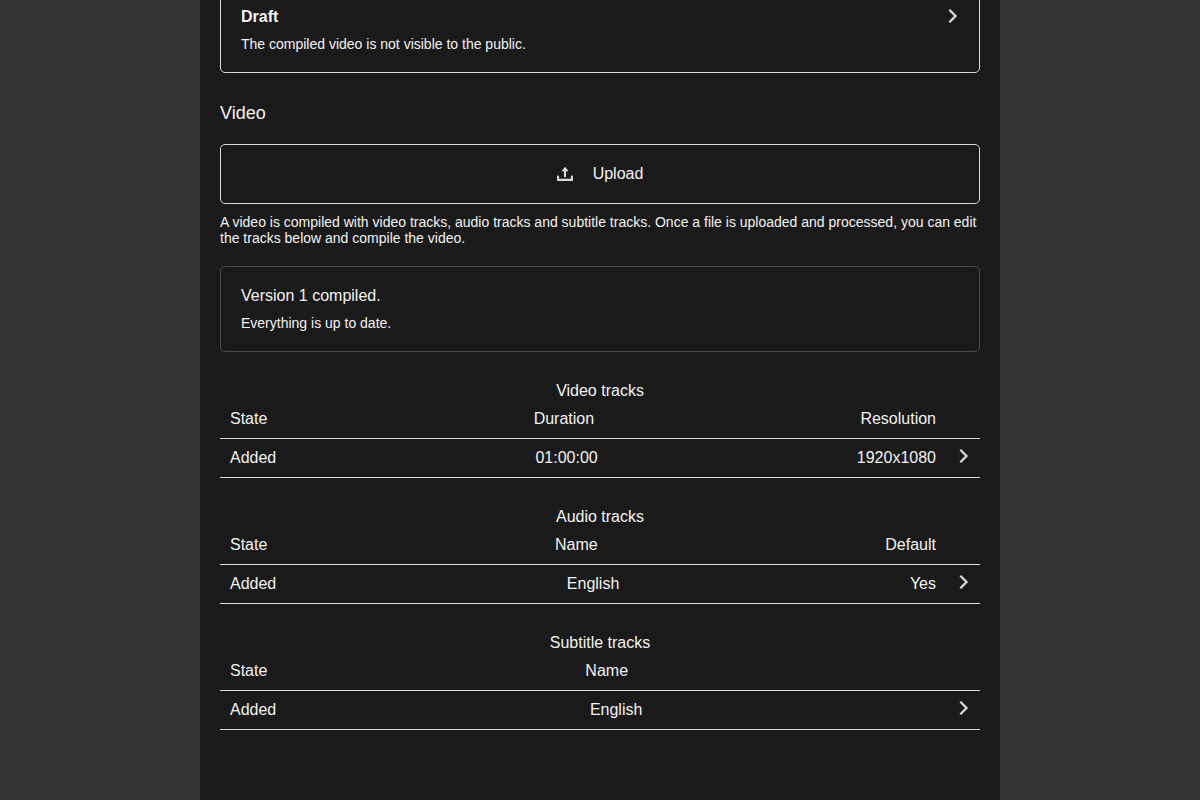 Draft
The compiled video is not visible to the public.
Video
Upload
A video is compiled with video tracks, audio tracks and subtitle tracks. Once a file is uploaded and processed, you can edit
the tracks below and compile the video.
Version 1 compiled.
Everything is up to date.
Video tracks
State Duration Resolution
Added 01:00:00 1920x1080
Audio tracks
State Name Default
Added English Yes
Subtitle tracks
State Name
Added English